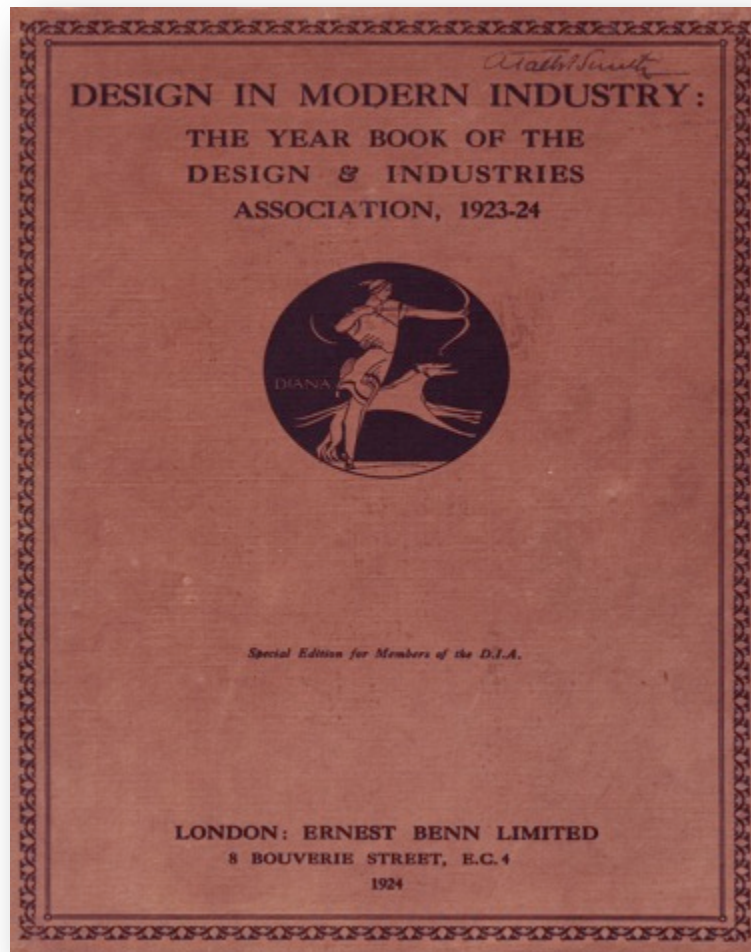 DESIGN IN MODERN INDUSTRY:
THE YEAR BOOK OF THE
DESIGN & INDUSTRIES
ASSOCIATION, 1923-24
DIANA
Special Edition for Members of the D.I.A.
LONDON: ERNEST BENN LIMITED
8 BOUVERIE STREET, E.C.4
1924